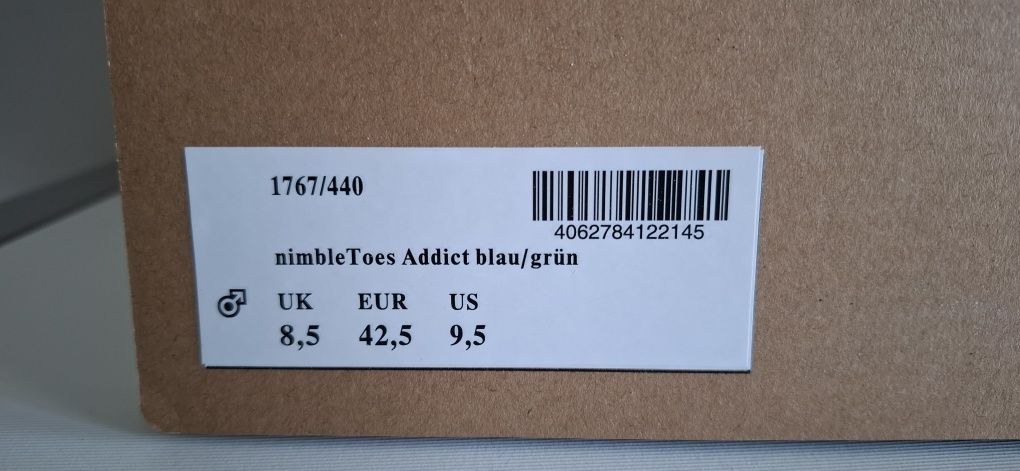 1767/440
4062784122145
nimbleToes Addict blau/grün
UK EUR US
8,5 42,5 9,5